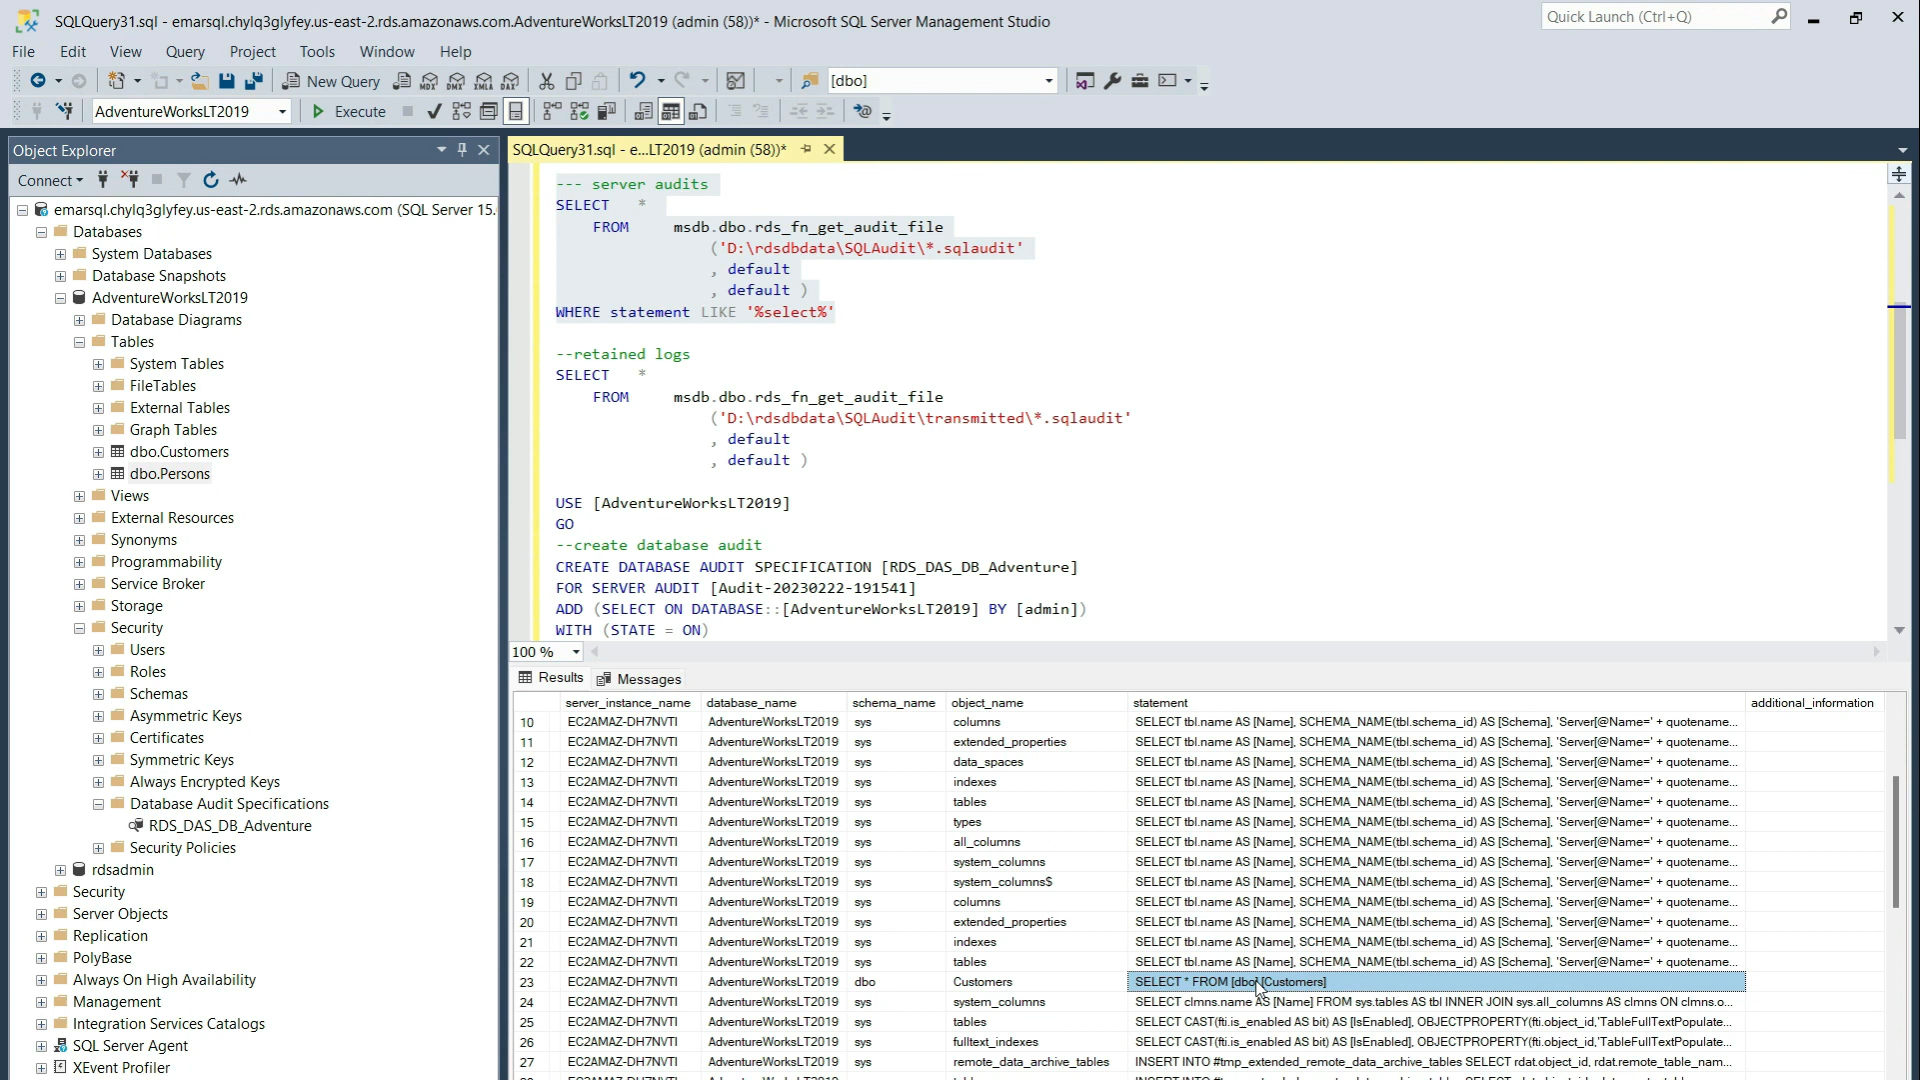 SQLQuery31.sql - emarsql.chylq3glyfey.us-east-2.rds.amazonaws.com.AdventureWorksLT2019 (admin (58))* - Microsoft SQL Server Management Studio
Quick Launch (Ctrl+Q)
File Edit View Query Project Tools Window Help
New Query
MDX DMX XMLA DAX
[dbo]
AdventureWorksLT2019
Execute
Object Explorer
Connect
emarsql.chylq3glyfey.us-east-2.rds.amazonaws.com (SQL Server 15.
Databases
System Databases
Database Snapshots
AdventureWorksLT2019
Database Diagrams
Tables
System Tables
FileTables
External Tables
Graph Tables
dbo.Customers
dbo.Persons
Views
External Resources
Synonyms
Programmability
Service Broker
Storage
Security
Users
Roles
Schemas
Asymmetric Keys
Certificates
Symmetric Keys
Always Encrypted Keys
Database Audit Specifications
RDS_DAS_DB_Adventure
Security Policies
rdsadmin
Security
Server Objects
Replication
PolyBase
Always On High Availability
Management
Integration Services Catalogs
SQL Server Agent
XEvent Profiler
SQLQuery31.sql - e...LT2019 (admin (58))*
--- server audits
SELECT *
FROM msdb.dbo.rds_fn_get_audit_file
('D:\rdsdbdata\SQLAudit\*.sqlaudit'
, default
, default )
WHERE statement LIKE '%select%'
--retained logs
SELECT *
FROM msdb.dbo.rds_fn_get_audit_file
('D:\rdsdbdata\SQLAudit\transmitted\*.sqlaudit'
, default
, default )
USE [AdventureWorksLT2019]
GO
--create database audit
CREATE DATABASE AUDIT SPECIFICATION [RDS_DAS_DB_Adventure]
FOR SERVER AUDIT [Audit-20230222-191541]
ADD (SELECT ON DATABASE::[AdventureWorksLT2019] BY [admin])
WITH (STATE = ON)
100 %
Results Messages
server_instance_name database_name schema_name object_name statement additional_information
10 EC2AMAZ-DH7NVTI AdventureWorksLT2019 sys columns SELECT tbl.name AS [Name], SCHEMA_NAME(tbl.schema_id) AS [Schema], 'Server[@Name=' + quotename...
11 EC2AMAZ-DH7NVTI AdventureWorksLT2019 sys extended_properties SELECT tbl.name AS [Name], SCHEMA_NAME(tbl.schema_id) AS [Schema], 'Server[@Name=' + quotename...
12 EC2AMAZ-DH7NVTI AdventureWorksLT2019 sys data_spaces SELECT tbl.name AS [Name], SCHEMA_NAME(tbl.schema_id) AS [Schema], 'Server[@Name=' + quotename...
13 EC2AMAZ-DH7NVTI AdventureWorksLT2019 sys indexes SELECT tbl.name AS [Name], SCHEMA_NAME(tbl.schema_id) AS [Schema], 'Server[@Name=' + quotename...
14 EC2AMAZ-DH7NVTI AdventureWorksLT2019 sys tables SELECT tbl.name AS [Name], SCHEMA_NAME(tbl.schema_id) AS [Schema], 'Server[@Name=' + quotename...
15 EC2AMAZ-DH7NVTI AdventureWorksLT2019 sys types SELECT tbl.name AS [Name], SCHEMA_NAME(tbl.schema_id) AS [Schema], 'Server[@Name=' + quotename...
16 EC2AMAZ-DH7NVTI AdventureWorksLT2019 sys all_columns SELECT tbl.name AS [Name], SCHEMA_NAME(tbl.schema_id) AS [Schema], 'Server[@Name=' + quotename...
17 EC2AMAZ-DH7NVTI AdventureWorksLT2019 sys system_columns SELECT tbl.name AS [Name], SCHEMA_NAME(tbl.schema_id) AS [Schema], 'Server[@Name=' + quotename...
18 EC2AMAZ-DH7NVTI AdventureWorksLT2019 sys system_columns$ SELECT tbl.name AS [Name], SCHEMA_NAME(tbl.schema_id) AS [Schema], 'Server[@Name=' + quotename...
19 EC2AMAZ-DH7NVTI AdventureWorksLT2019 sys columns SELECT tbl.name AS [Name], SCHEMA_NAME(tbl.schema_id) AS [Schema], 'Server[@Name=' + quotename...
20 EC2AMAZ-DH7NVTI AdventureWorksLT2019 sys extended_properties SELECT tbl.name AS [Name], SCHEMA_NAME(tbl.schema_id) AS [Schema], 'Server[@Name=' + quotename...
21 EC2AMAZ-DH7NVTI AdventureWorksLT2019 sys indexes SELECT tbl.name AS [Name], SCHEMA_NAME(tbl.schema_id) AS [Schema], 'Server[@Name=' + quotename...
22 EC2AMAZ-DH7NVTI AdventureWorksLT2019 sys tables SELECT tbl.name AS [Name], SCHEMA_NAME(tbl.schema_id) AS [Schema], 'Server[@Name=' + quotename...
23 EC2AMAZ-DH7NVTI AdventureWorksLT2019 dbo Customers SELECT * FROM [dbo].[Customers]
24 EC2AMAZ-DH7NVTI AdventureWorksLT2019 sys system_columns SELECT clmns.name AS [Name] FROM sys.tables AS tbl INNER JOIN sys.all_columns AS clmns ON clmns.o...
25 EC2AMAZ-DH7NVTI AdventureWorksLT2019 sys tables SELECT CAST(fti.is_enabled AS bit) AS [IsEnabled], OBJECTPROPERTY(fti.object_id,'TableFullTextPopulate...
26 EC2AMAZ-DH7NVTI AdventureWorksLT2019 sys fulltext_indexes SELECT CAST(fti.is_enabled AS bit) AS [IsEnabled], OBJECTPROPERTY(fti.object_id,'TableFullTextPopulate...
27 EC2AMAZ-DH7NVTI AdventureWorksLT2019 sys remote_data_archive_tables INSERT INTO #tmp_extended_remote_data_archive_tables SELECT rdat.object_id, rdat.remote_table_nam...